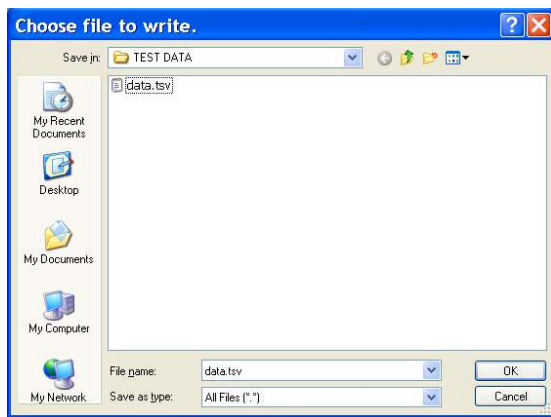 Choose file to write.
Save in: TEST DATA
data.tsv
My Recent
Documents
Desktop
My Documents
My Computer
My Network
File name: data.tsv
OK
Save as type: All Files (*.*)
Cancel